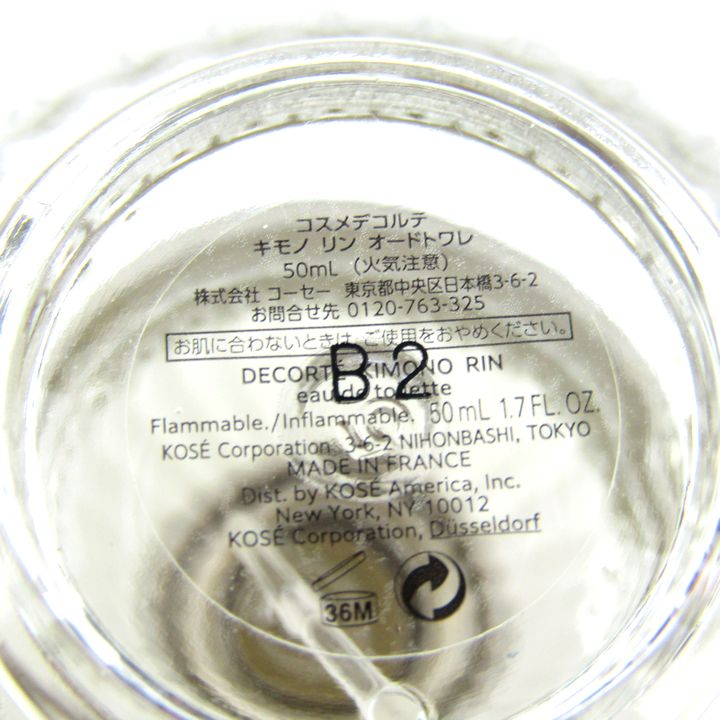 コスメデコルテ
キモノ リン オードトワレ
50mL (火気注意)
株式会社 コーセー 東京都中央区日本橋3-6-2
お問合せ先 0120-763-325
お肌に合わないときは、ご使用をおやめください。
B2
DECORTÉ KIMONO RIN
eau de toilette
Flammable./Inflammable. 50mL 1.7FL.OZ.
KOSÉ Corporation 3-6-2 NIHONBASHI, TOKYO
MADE IN FRANCE
Dist. by KOSÉ America, Inc.
New York, NY 10012
KOSÉ Corporation, Düsseldorf
36M